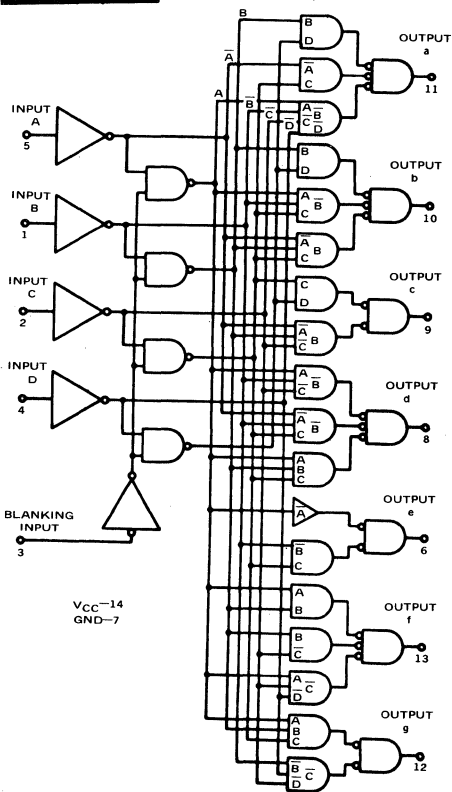 B
B
D
OUTPUT
a
11
A̅
A̅
C̅
A
B̅
C̅
D̅
A
B̅
C̅
D̅
INPUT
A
5
B
D
OUTPUT
b
10
A
B̅
C
A̅
B
C
INPUT
B
1
C
D
OUTPUT
c
9
A̅
B
C̅
INPUT
C
2
A
B̅
C̅
OUTPUT
d
8
A̅
B̅
C
A
B
C
INPUT
D
4
A̅
OUTPUT
e
6
B̅
C
BLANKING
INPUT
3
A
B
OUTPUT
f
13
B
C̅
A
C̅
D̅
VCC—14
GND—7
A
B
C
OUTPUT
g
12
B̅
C̅
D̅